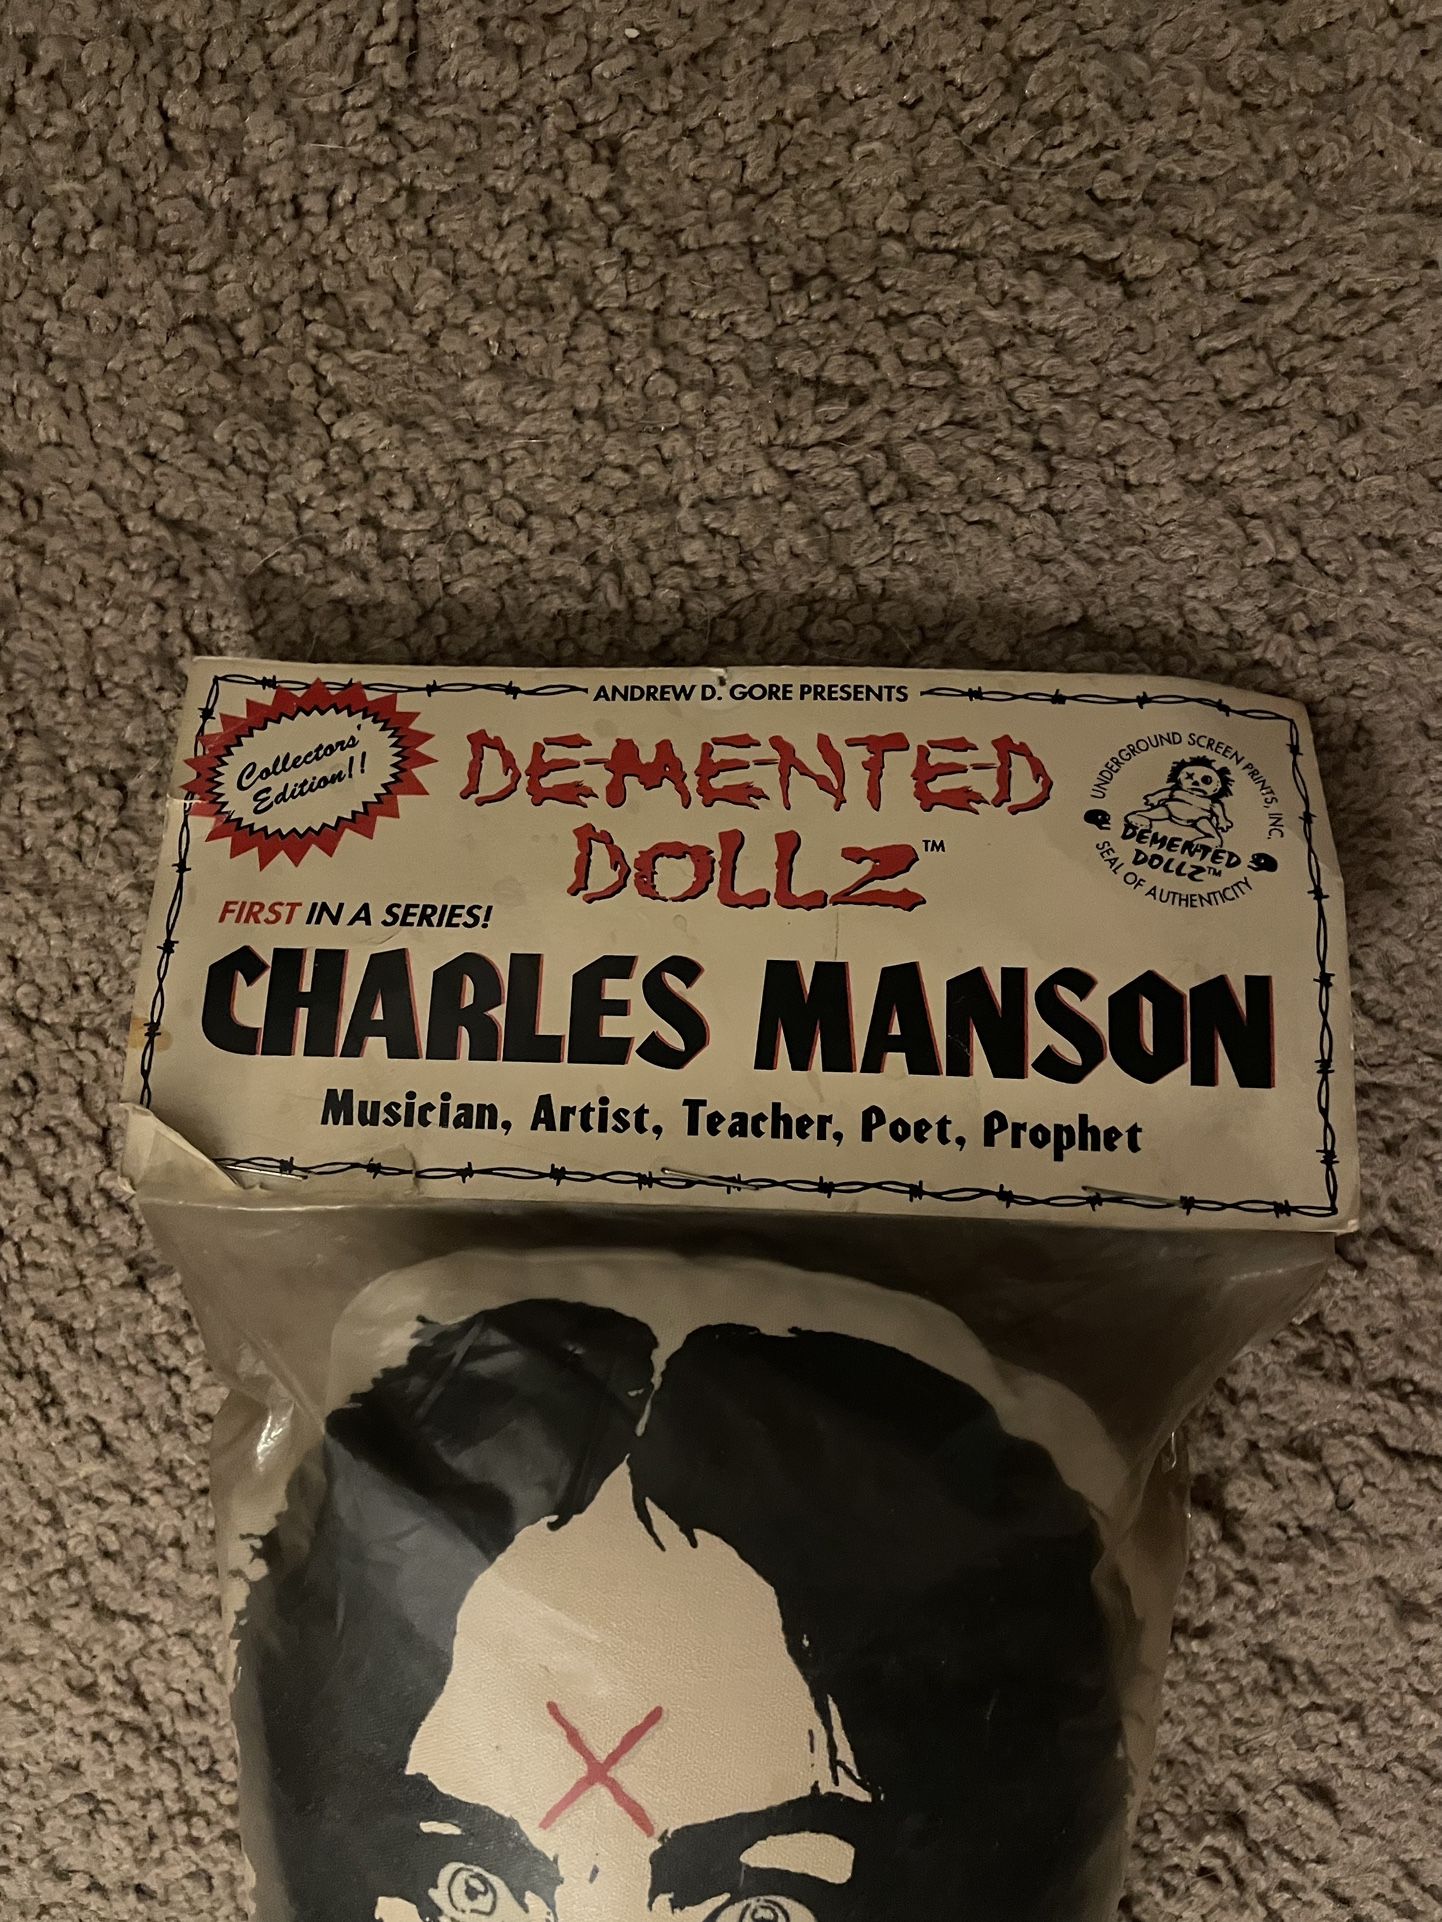 ANDREW D. GORE PRESENTS
Collectors'
Edition!!
DEMENTED
DOLLZ™
UNDERGROUND SCREEN PRINTS, INC.
DEMENTED
DOLLZ™
SEAL OF AUTHENTICITY
FIRST IN A SERIES!
CHARLES MANSON
Musician, Artist, Teacher, Poet, Prophet